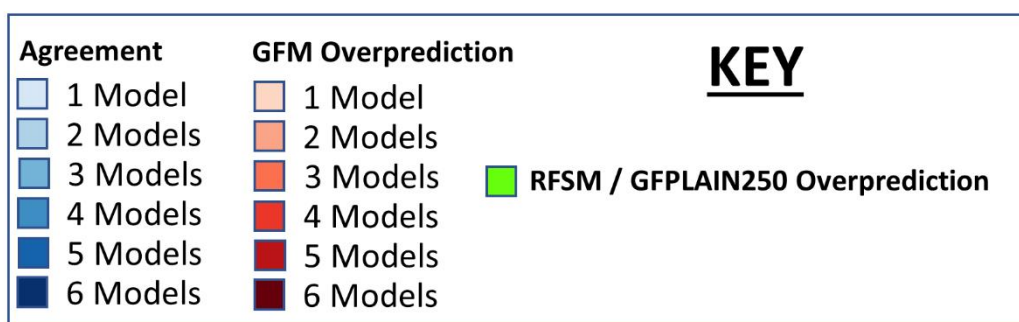 Agreement
1 Model
2 Models
3 Models
4 Models
5 Models
6 Models
GFM Overprediction
1 Model
2 Models
3 Models
4 Models
5 Models
6 Models
KEY
RFSM / GFPLAIN250 Overprediction